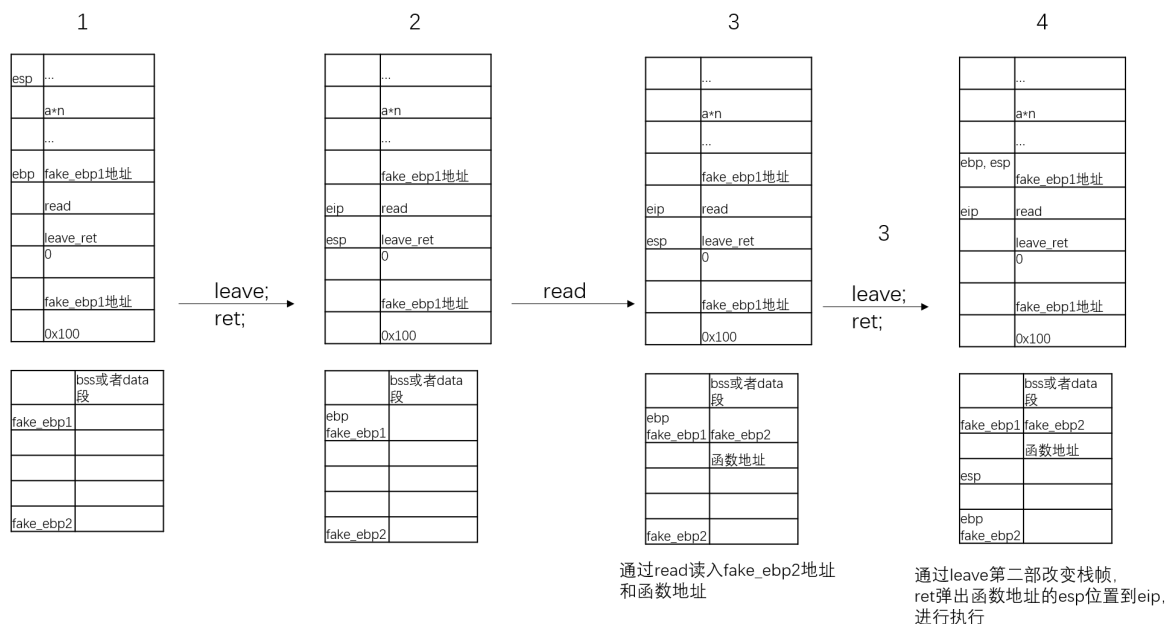 1
2
3
4
esp ...
a*n
...
ebp fake_ebp1地址
read
leave_ret
0
fake_ebp1地址
0x100
...
a*n
...
fake_ebp1地址
eip read
esp leave_ret
0
fake_ebp1地址
0x100
...
a*n
...
fake_ebp1地址
eip read
esp leave_ret
0
fake_ebp1地址
0x100
...
a*n
...
ebp, esp
fake_ebp1地址
eip read
leave_ret
0
fake_ebp1地址
0x100
leave;
ret;
read
3
leave;
ret;
bss或者data
段
fake_ebp1
fake_ebp2
bss或者data
段
ebp
fake_ebp1
fake_ebp2
bss或者data
段
ebp
fake_ebp1 fake_ebp2
函数地址
fake_ebp2
bss或者data
段
fake_ebp1 fake_ebp2
函数地址
esp
ebp
fake_ebp2
通过read读入fake_ebp2地址
和函数地址
通过leave第二部改变栈帧,
ret弹出函数地址的esp位置到eip,
进行执行